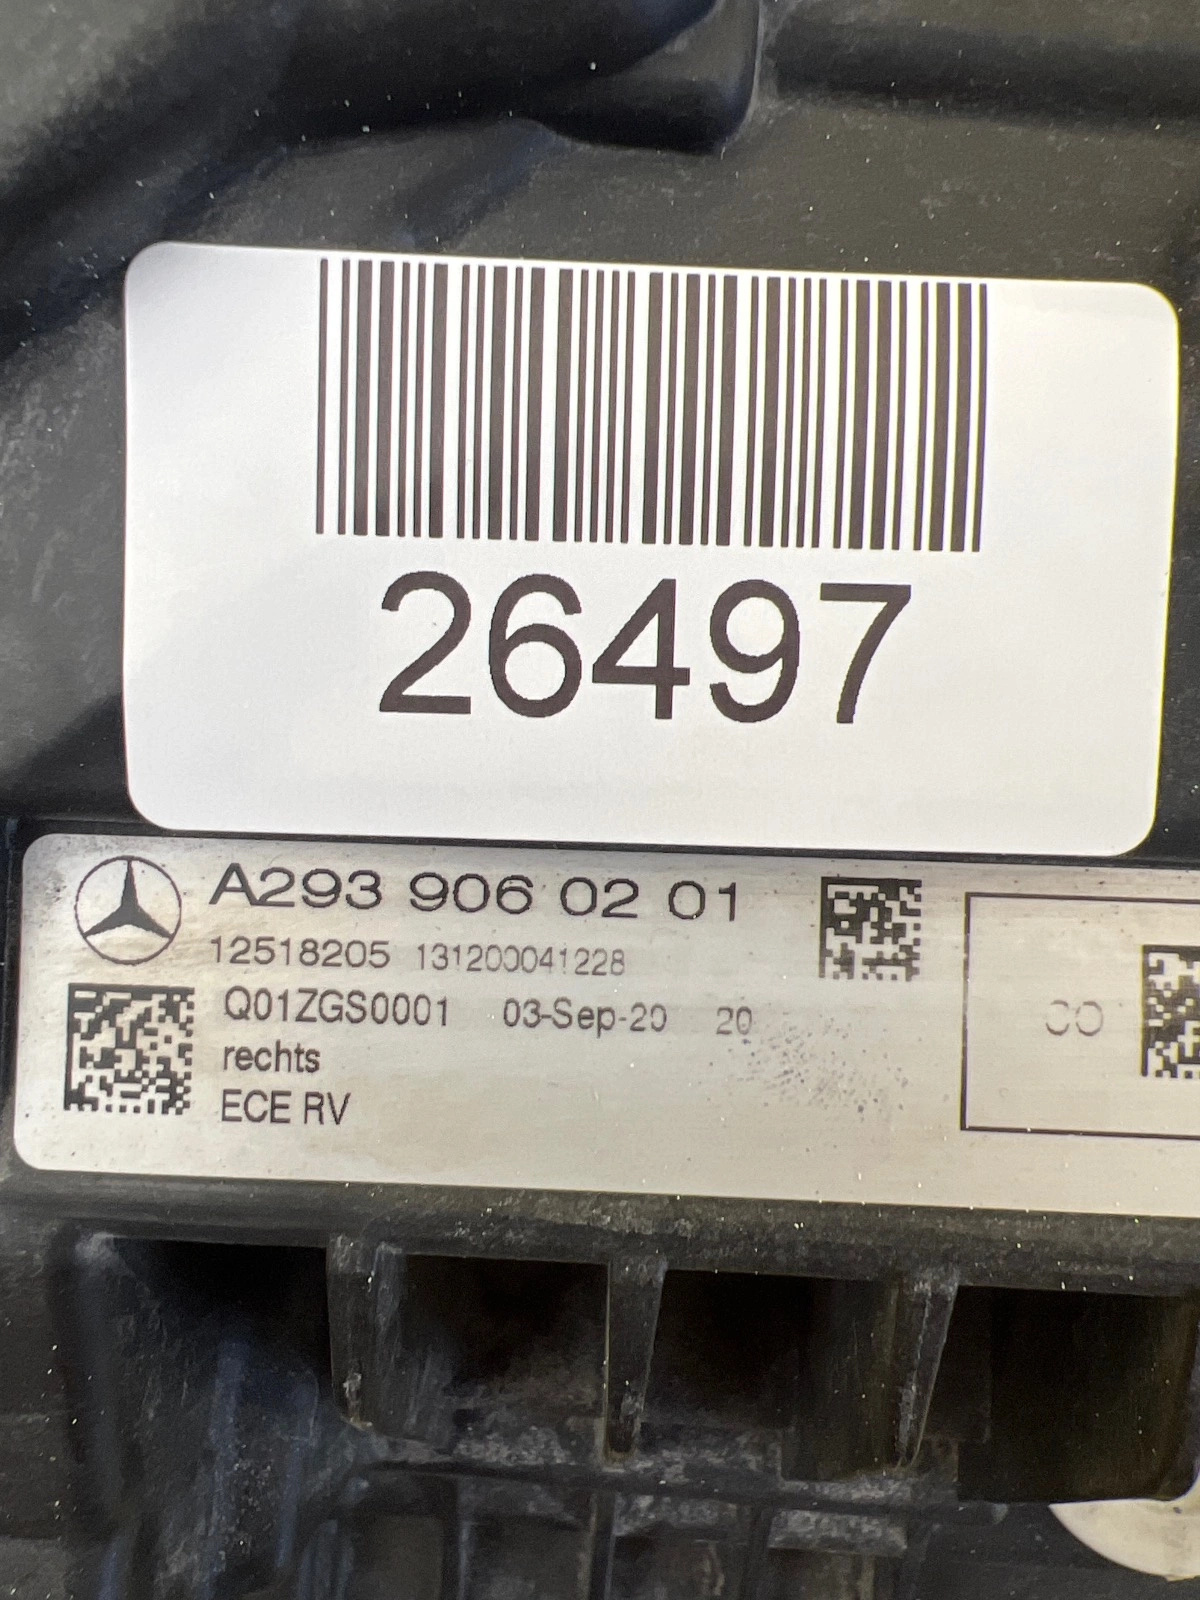 26497
A293 906 02 01
12518205 131200041228
Q01ZGS0001 03-Sep-20 20
rechts
ECE RV